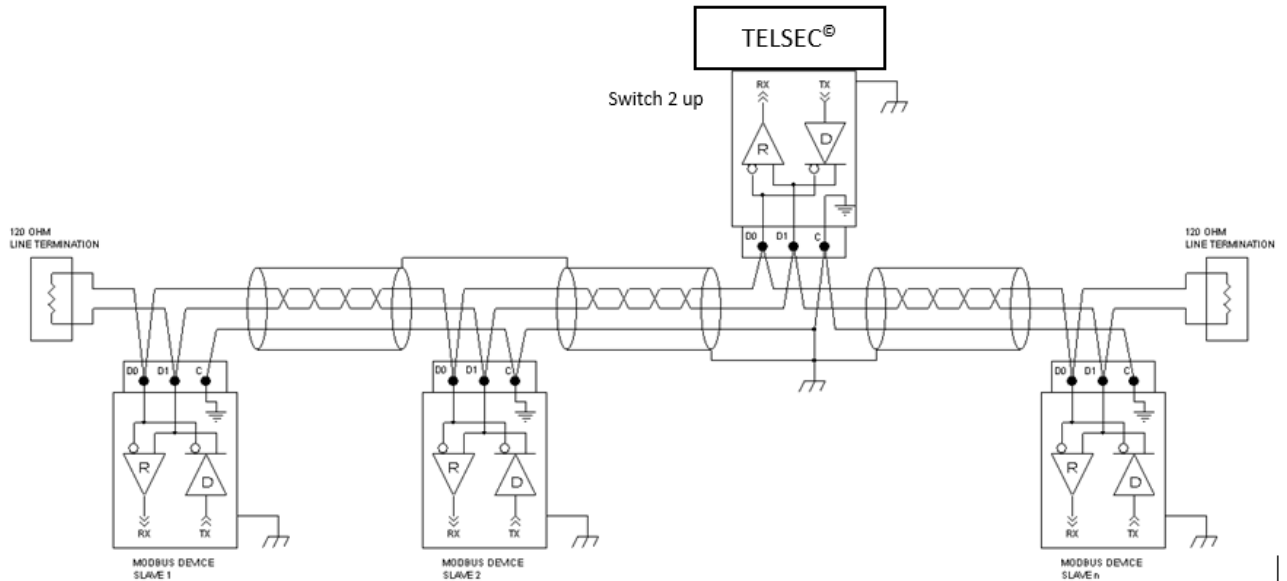 TELSEC©
Switch 2 up
RX TX
R D
D0 D1 C
120 OHM
LINE TERMINATION
120 OHM
LINE TERMINATION
D0 D1 C
D0 D1 C
D0 D1 C
R D
R D
R D
RX TX
RX TX
RX TX
MODBUS DEVICE
SLAVE 1
MODBUS DEVICE
SLAVE 2
MODBUS DEVICE
SLAVE n